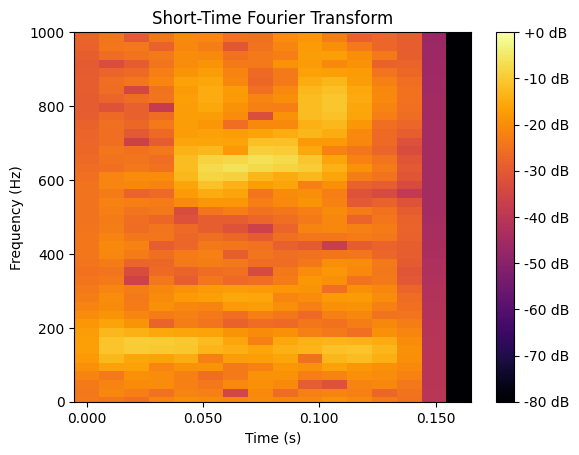 Short-Time Fourier Transform
Frequency (Hz)
1000
800
600
400
200
0
0.000
0.050
0.100
0.150
Time (s)
+0 dB
-10 dB
-20 dB
-30 dB
-40 dB
-50 dB
-60 dB
-70 dB
-80 dB